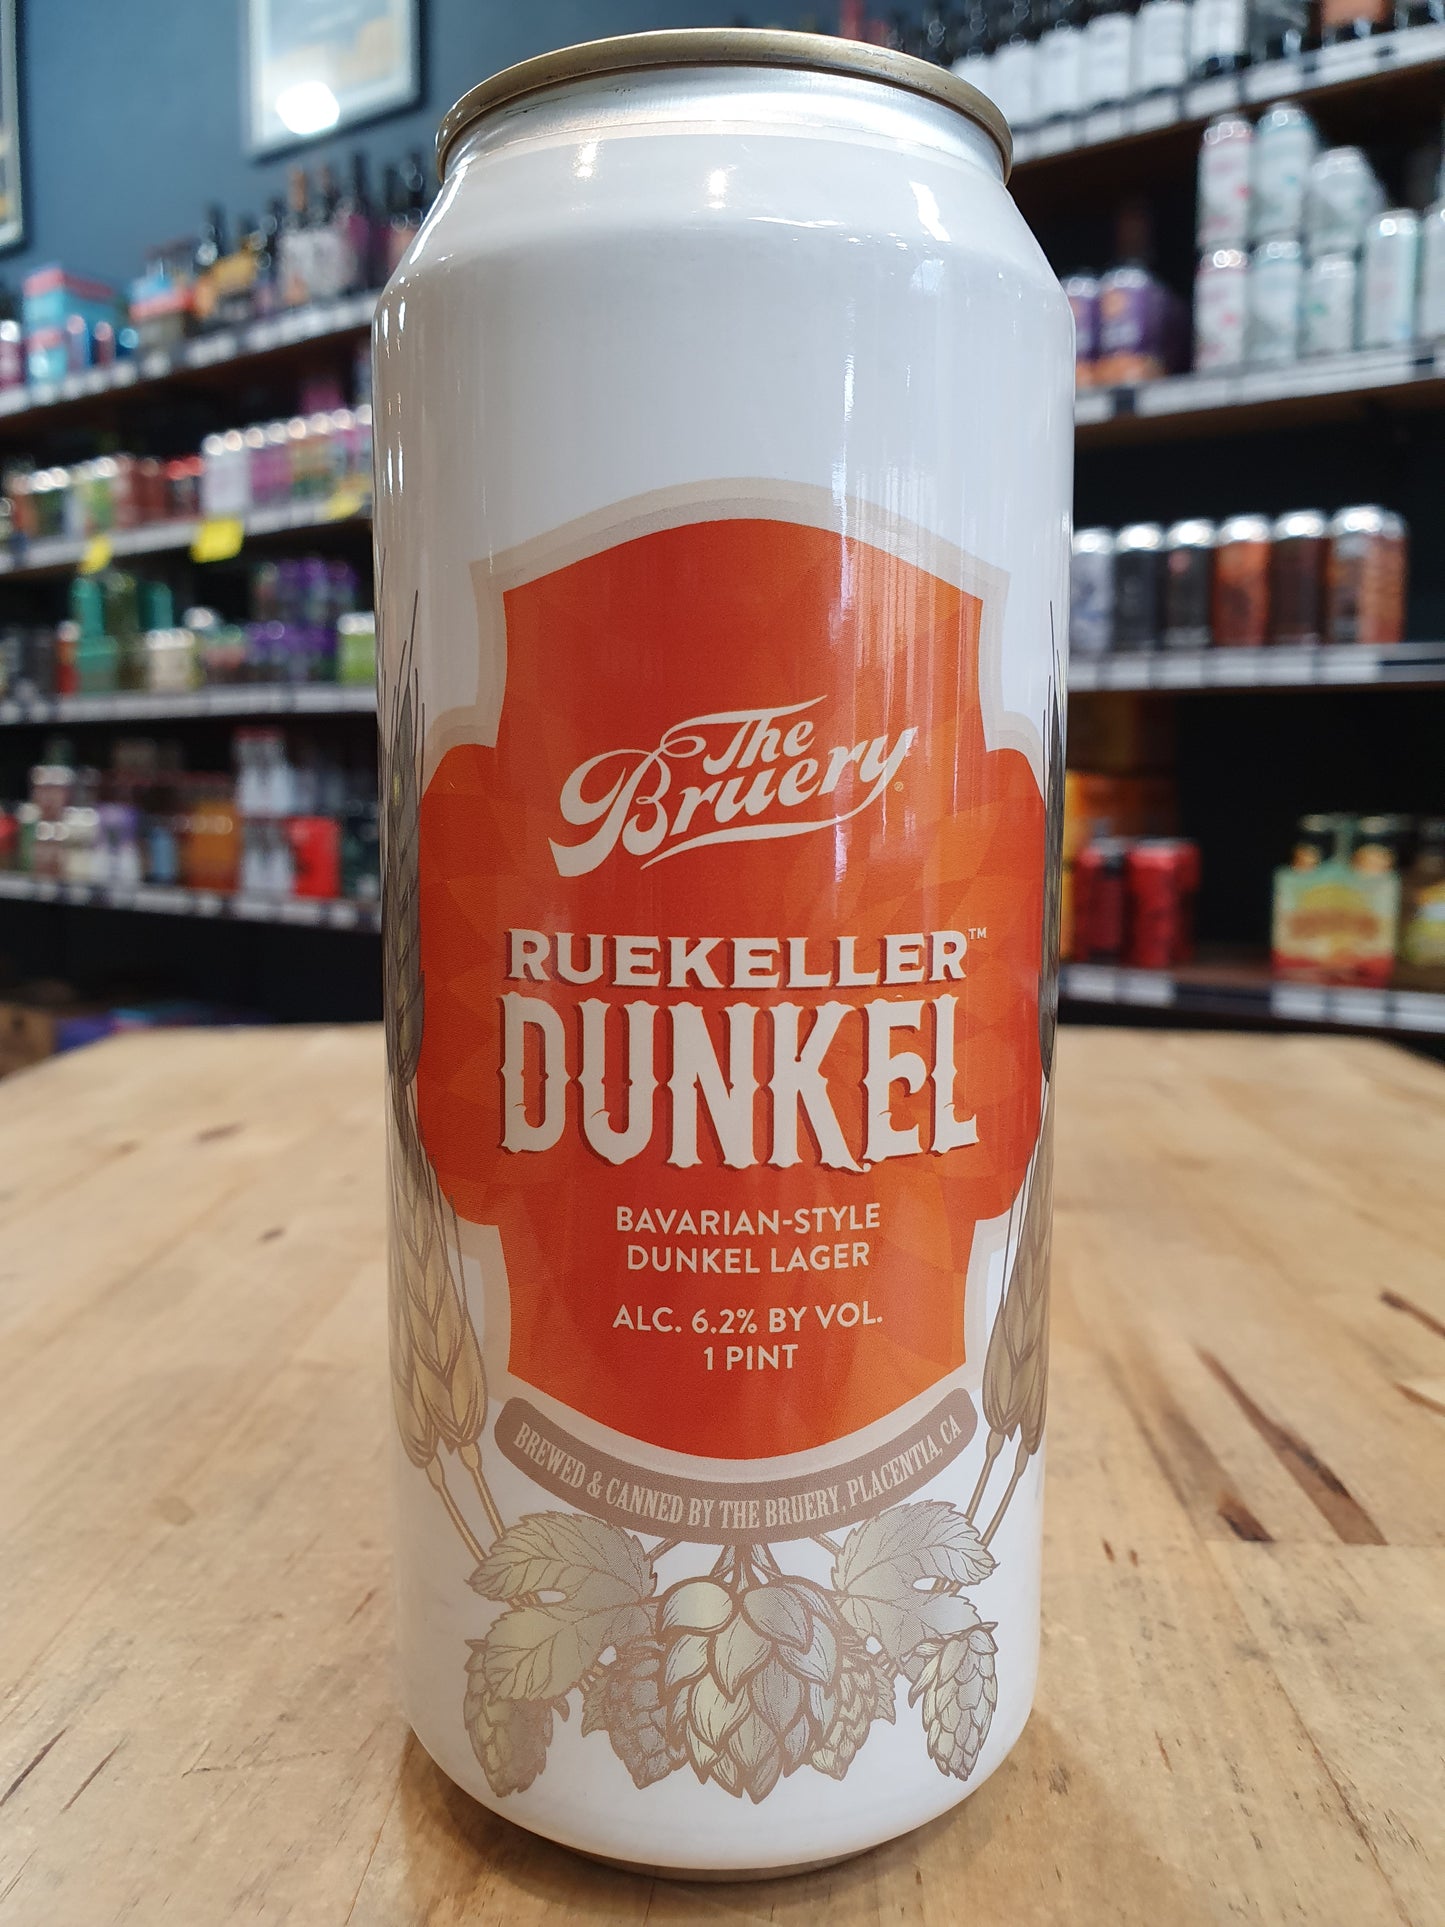 The
Bruery®
RUEKELLER™
DUNKEL
BAVARIAN-STYLE
DUNKEL LAGER
ALC. 6.2% BY VOL.
1 PINT
BREWED & CANNED BY THE BRUERY, PLACENTIA, CA